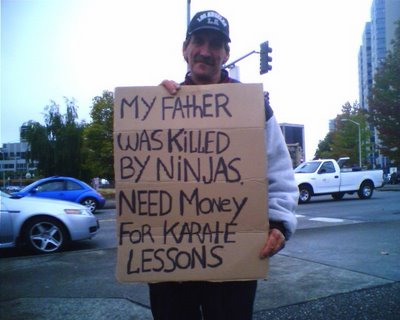 MY FATHER
WAS KILLED
BY NINJAS.
NEED MONEY
FOR KARATE
LESSONS